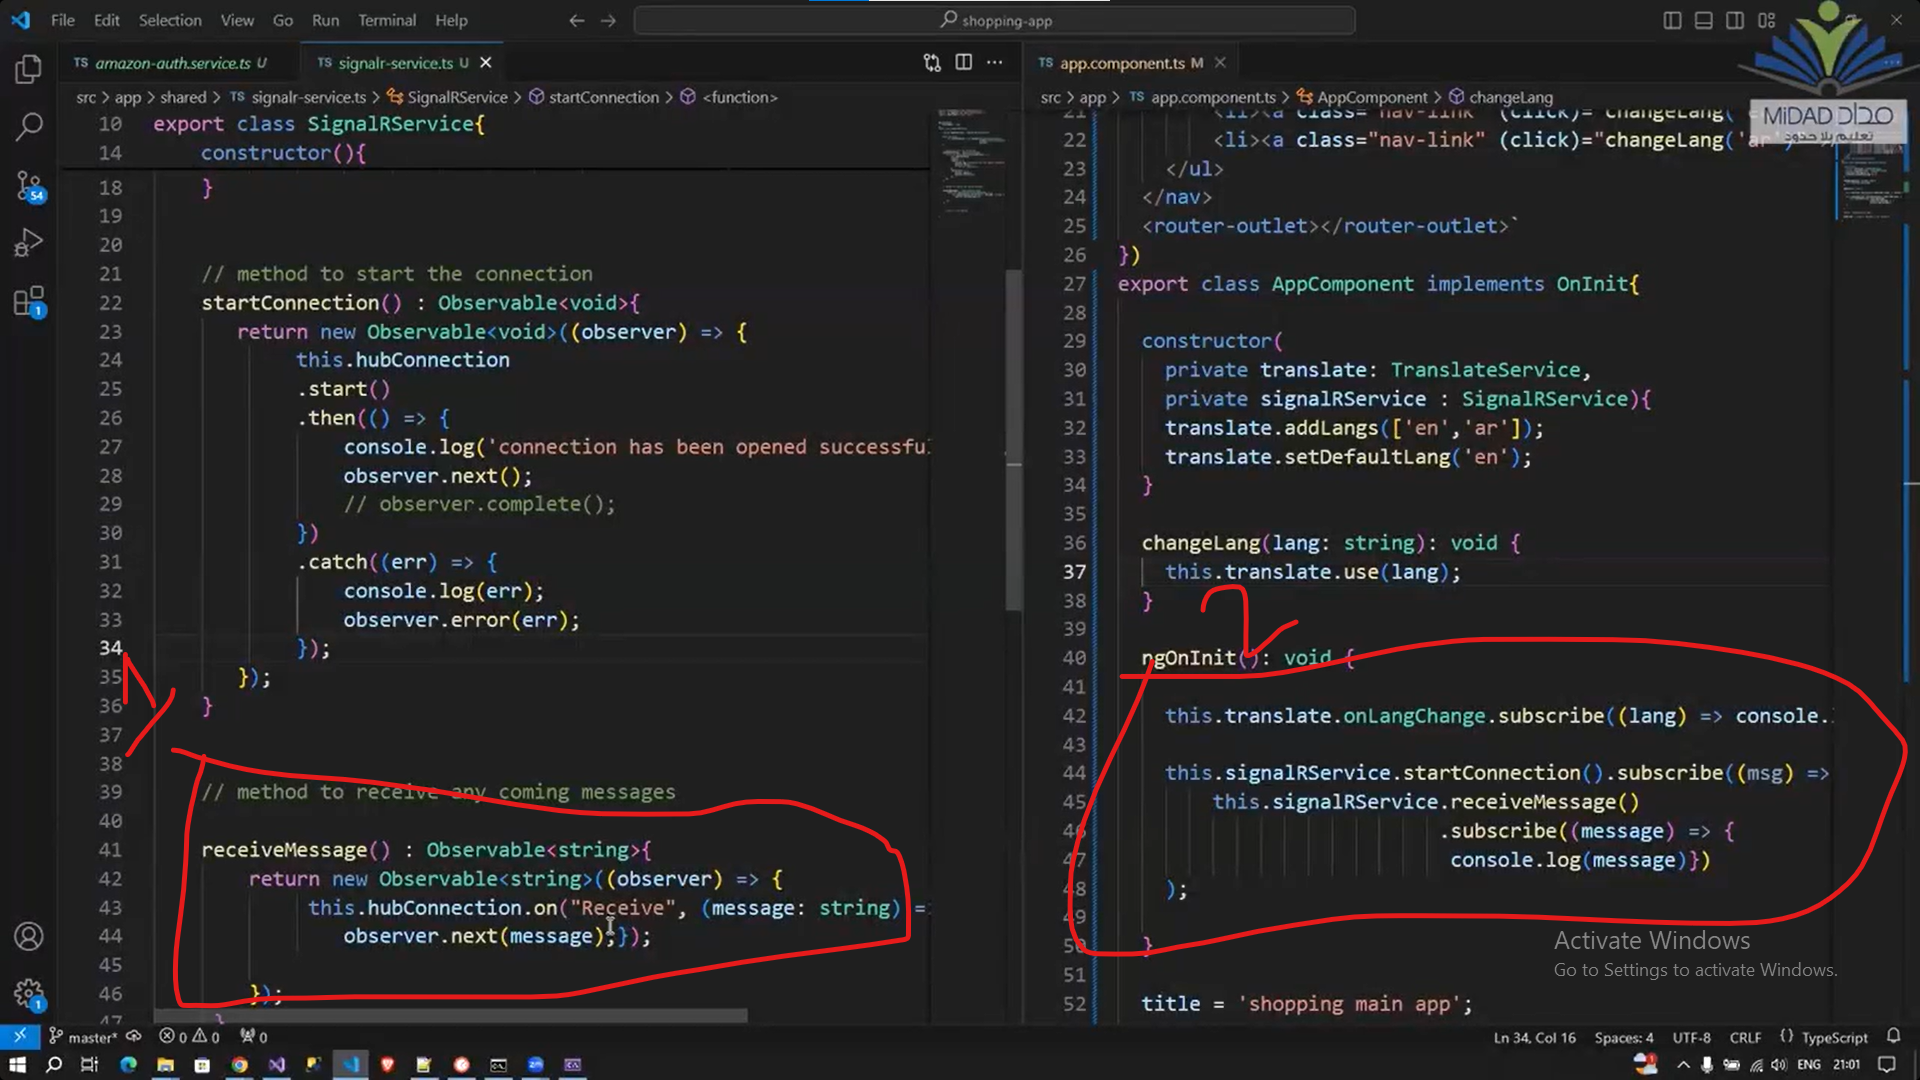 File Edit Selection View Go Run Terminal Help
shopping-app
TS amazon-auth.service.ts U
TS signalr-service.ts U
src > app > shared > TS signalr-service.ts > SignalRService > startConnection > <function>
10 export class SignalRService{
14 constructor(){
18 }
19
20
21 // method to start the connection
22 startConnection() : Observable<void>{
23 return new Observable<void>((observer) => {
24 this.hubConnection
25 .start()
26 .then(() => {
27 console.log('connection has been opened successful
28 observer.next();
29 // observer.complete();
30 })
31 .catch((err) => {
32 console.log(err);
33 observer.error(err);
34 });
35 });
36 }
37
38
39 // method to receive any coming messages
40
41 receiveMessage() : Observable<string>{
42 return new Observable<string>((observer) => {
43 this.hubConnection.on("Receive", (message: string) =
44 observer.next(message);});
45
46 });
47 }
TS app.component.ts M
src > app > TS app.component.ts > AppComponent > changeLang
21 <li><a class="nav-link" (click)="changeLang('
22 <li><a class="nav-link" (click)="changeLang('ar'
23 </ul>
24 </nav>
25 <router-outlet></router-outlet>`
26 })
27 export class AppComponent implements OnInit{
28
29 constructor(
30 private translate: TranslateService,
31 private signalRService : SignalRService){
32 translate.addLangs(['en','ar']);
33 translate.setDefaultLang('en');
34 }
35
36 changeLang(lang: string): void {
37 this.translate.use(lang);
38 }
39
40 ngOnInit(): void {
41
42 this.translate.onLangChange.subscribe((lang) => console.
43
44 this.signalRService.startConnection().subscribe((msg) =>
45 this.signalRService.receiveMessage()
46 .subscribe((message) => {
47 console.log(message)})
48 );
49
50 }
51
52 title = 'shopping main app';
MiDAD مداد
تعليم بلا حدود
54
1
1
Activate Windows
Go to Settings to activate Windows.
master* 0 0 0
Ln 34, Col 16 Spaces: 4 UTF-8 CRLF {} TypeScript
ENG 21:01